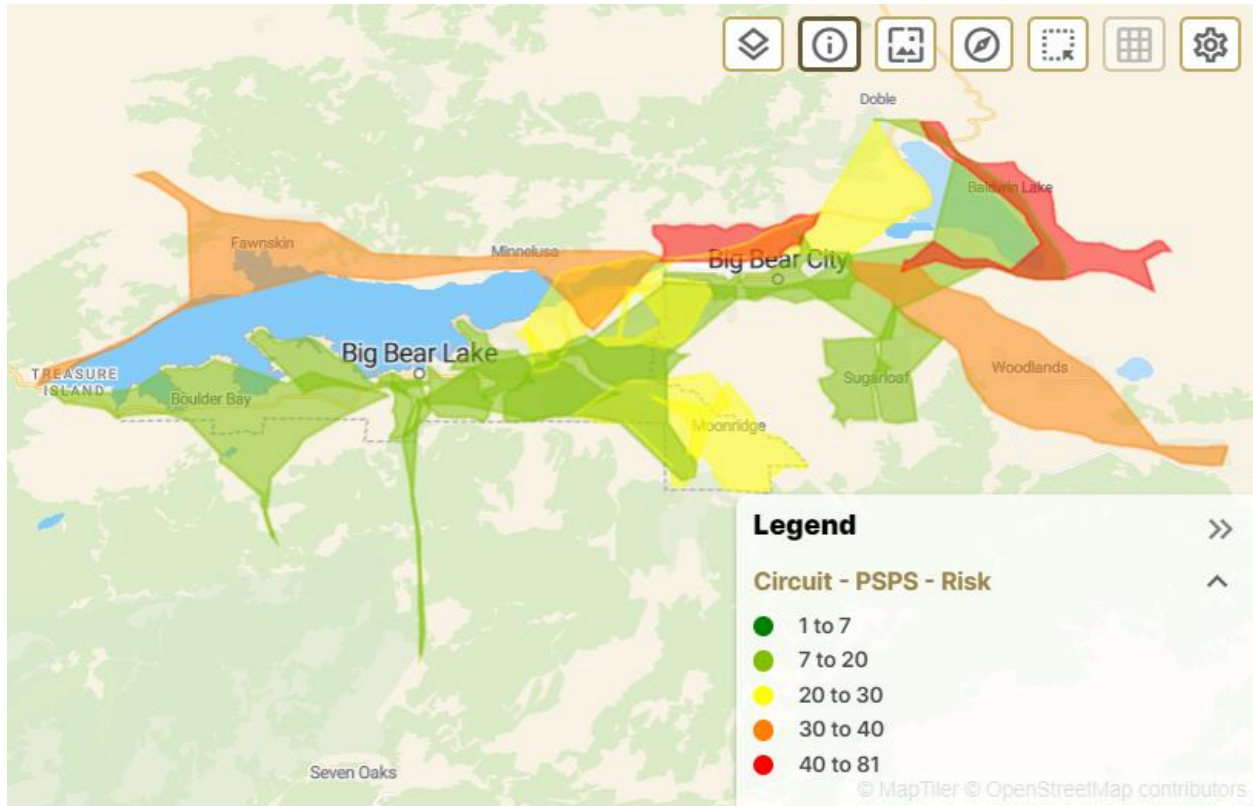 Doble
Baldwin Lake
Fawnskin
Minnelusa
Big Bear City
Big Bear Lake
TREASURE
ISLAND
Boulder Bay
Sugarloaf
Woodlands
Moonridge
Seven Oaks
Legend
Circuit - PSPS - Risk
1 to 7
7 to 20
20 to 30
30 to 40
40 to 81
© MapTiler © OpenStreetMap contributors